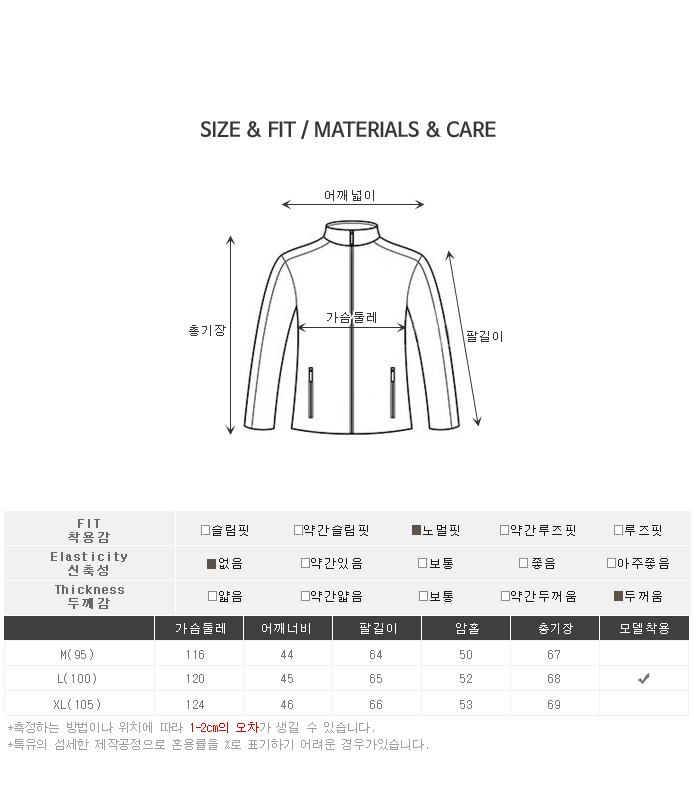 SIZE & FIT / MATERIALS & CARE
어깨넓이
총기장
가슴둘레
팔길이
FIT
착용감
슬림핏 약간슬림핏 노멀핏 약간루즈핏 루즈핏
Elasticity
신축성
없음 약간있음 보통 좋음 아주좋음
Thickness
두께감
얇음 약간얇음 보통 약간두꺼움 두꺼움
가슴둘레 어깨너비 팔길이 암홀 총기장 모델착용
M(95) 116 44 64 50 67
L(100) 120 45 65 52 68
XL(105) 124 46 66 53 69
*측정하는 방법이나 위치에 따라 1-2cm의 오차가 생길 수 있습니다.
*특유의 섬세한 제작공정으로 혼용률을 %로 표기하기 어려운 경우가있습니다.